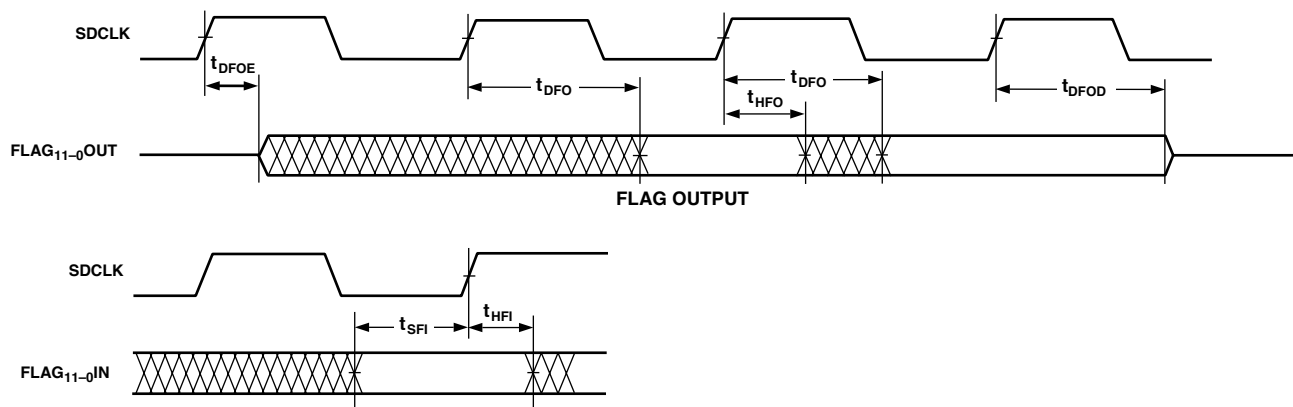 SDCLK
tDFOE
tDFO
tDFO
tHFO
tDFOD
FLAG11–0OUT
FLAG OUTPUT
SDCLK
tSFI
tHFI
FLAG11–0IN